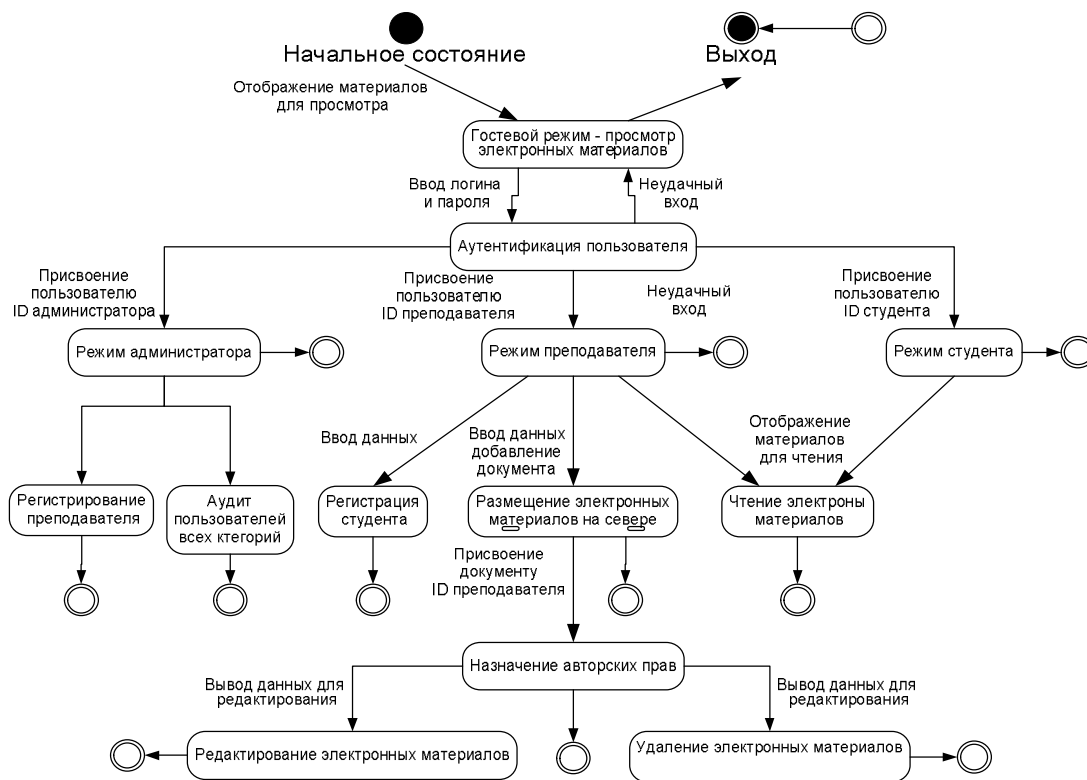 Начальное состояние
Выход
Отображение материалов
для просмотра
Гостевой режим - просмотр
электронных материалов
Ввод логина
и пароля
Неудачный
вход
Аутентификация пользователя
Присвоение
пользователю
ID администратора
Присвоение
пользователю
ID преподавателя
Неудачный
вход
Присвоение
пользователю
ID студента
Режим администратора
Режим преподавателя
Режим студента
Ввод данных
Ввод данных
добавление
документа
Отображение
материалов
для чтения
Регистрирование
преподавателя
Аудит
пользователей
всех ктегорий
Регистрация
студента
Размещение электронных
материалов на севере
Чтение электроны
материалов
Присвоение
документу
ID преподавателя
Назначение авторских прав
Вывод данных для
редактирования
Вывод данных для
редактирования
Редактирование электронных материалов
Удаление электронных материалов